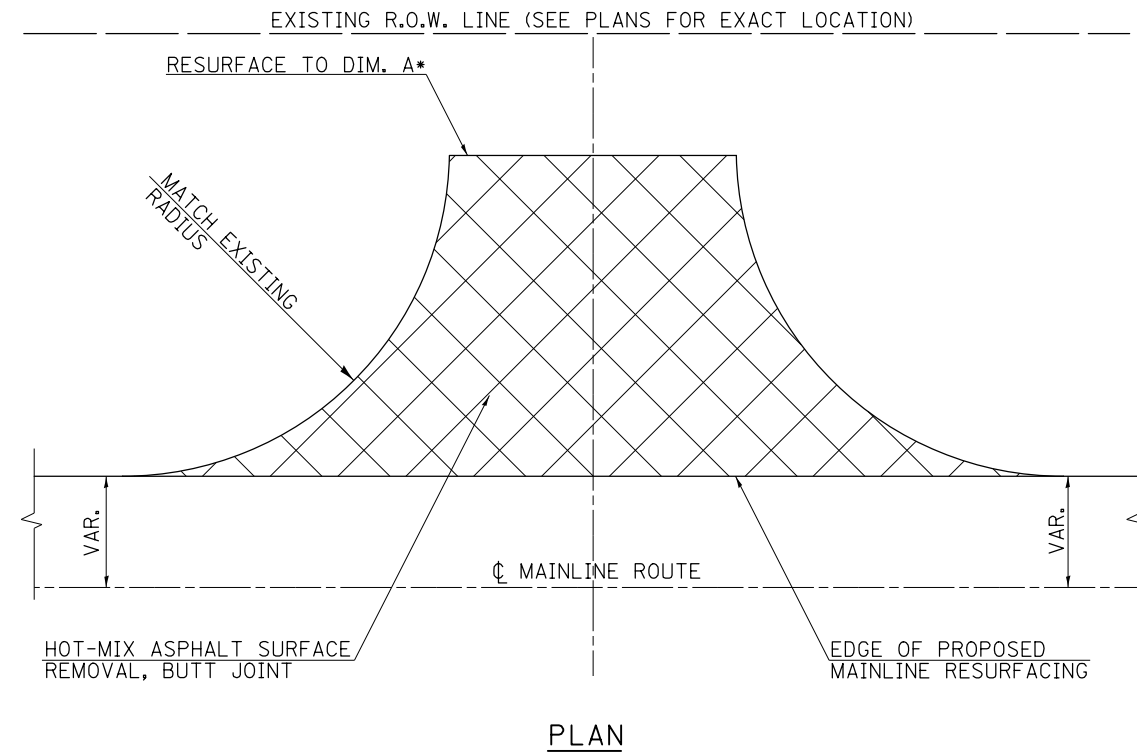 EXISTING R.O.W. LINE (SEE PLANS FOR EXACT LOCATION)
RESURFACE TO DIM. A*
MATCH EXISTING
RADIUS
VAR.
VAR.
℄ MAINLINE ROUTE
HOT-MIX ASPHALT SURFACE
REMOVAL, BUTT JOINT
EDGE OF PROPOSED
MAINLINE RESURFACING
PLAN